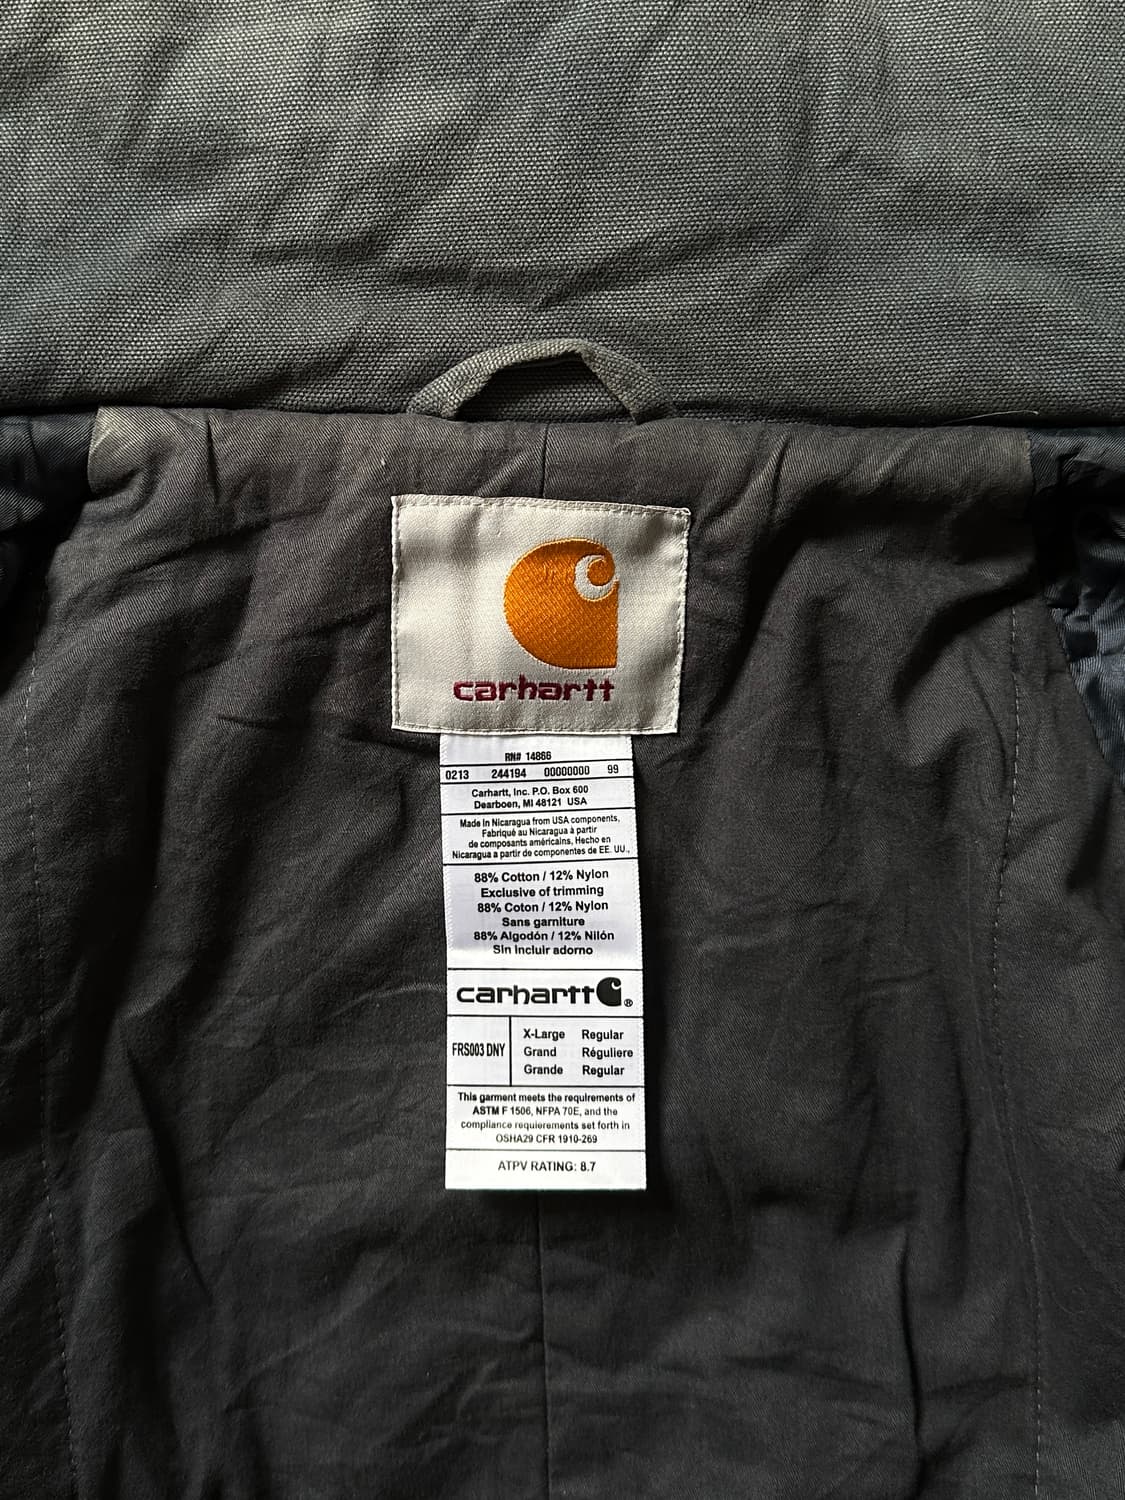 carhartt
RN# 14866
0213 244194 00000000 99
Carhartt, Inc. P.O. Box 600
Dearboen, MI 48121 USA
Made in Nicaragua from USA components.
Fabriqué au Nicaragua à partir
de composants américains. Hecho en
Nicaragua a partir de componentes de EE. UU.
88% Cotton / 12% Nylon
Exclusive of trimming
88% Coton / 12% Nylon
Sans garniture
88% Algodón / 12% Nilón
Sin incluir adorno
carhartt ®
FRS003 DNY
X-Large Regular
Grand Réguliere
Grande Regular
This garment meets the requirements of
ASTM F 1506, NFPA 70E, and the
compliance requierements set forth in
OSHA29 CFR 1910-269
ATPV RATING: 8.7